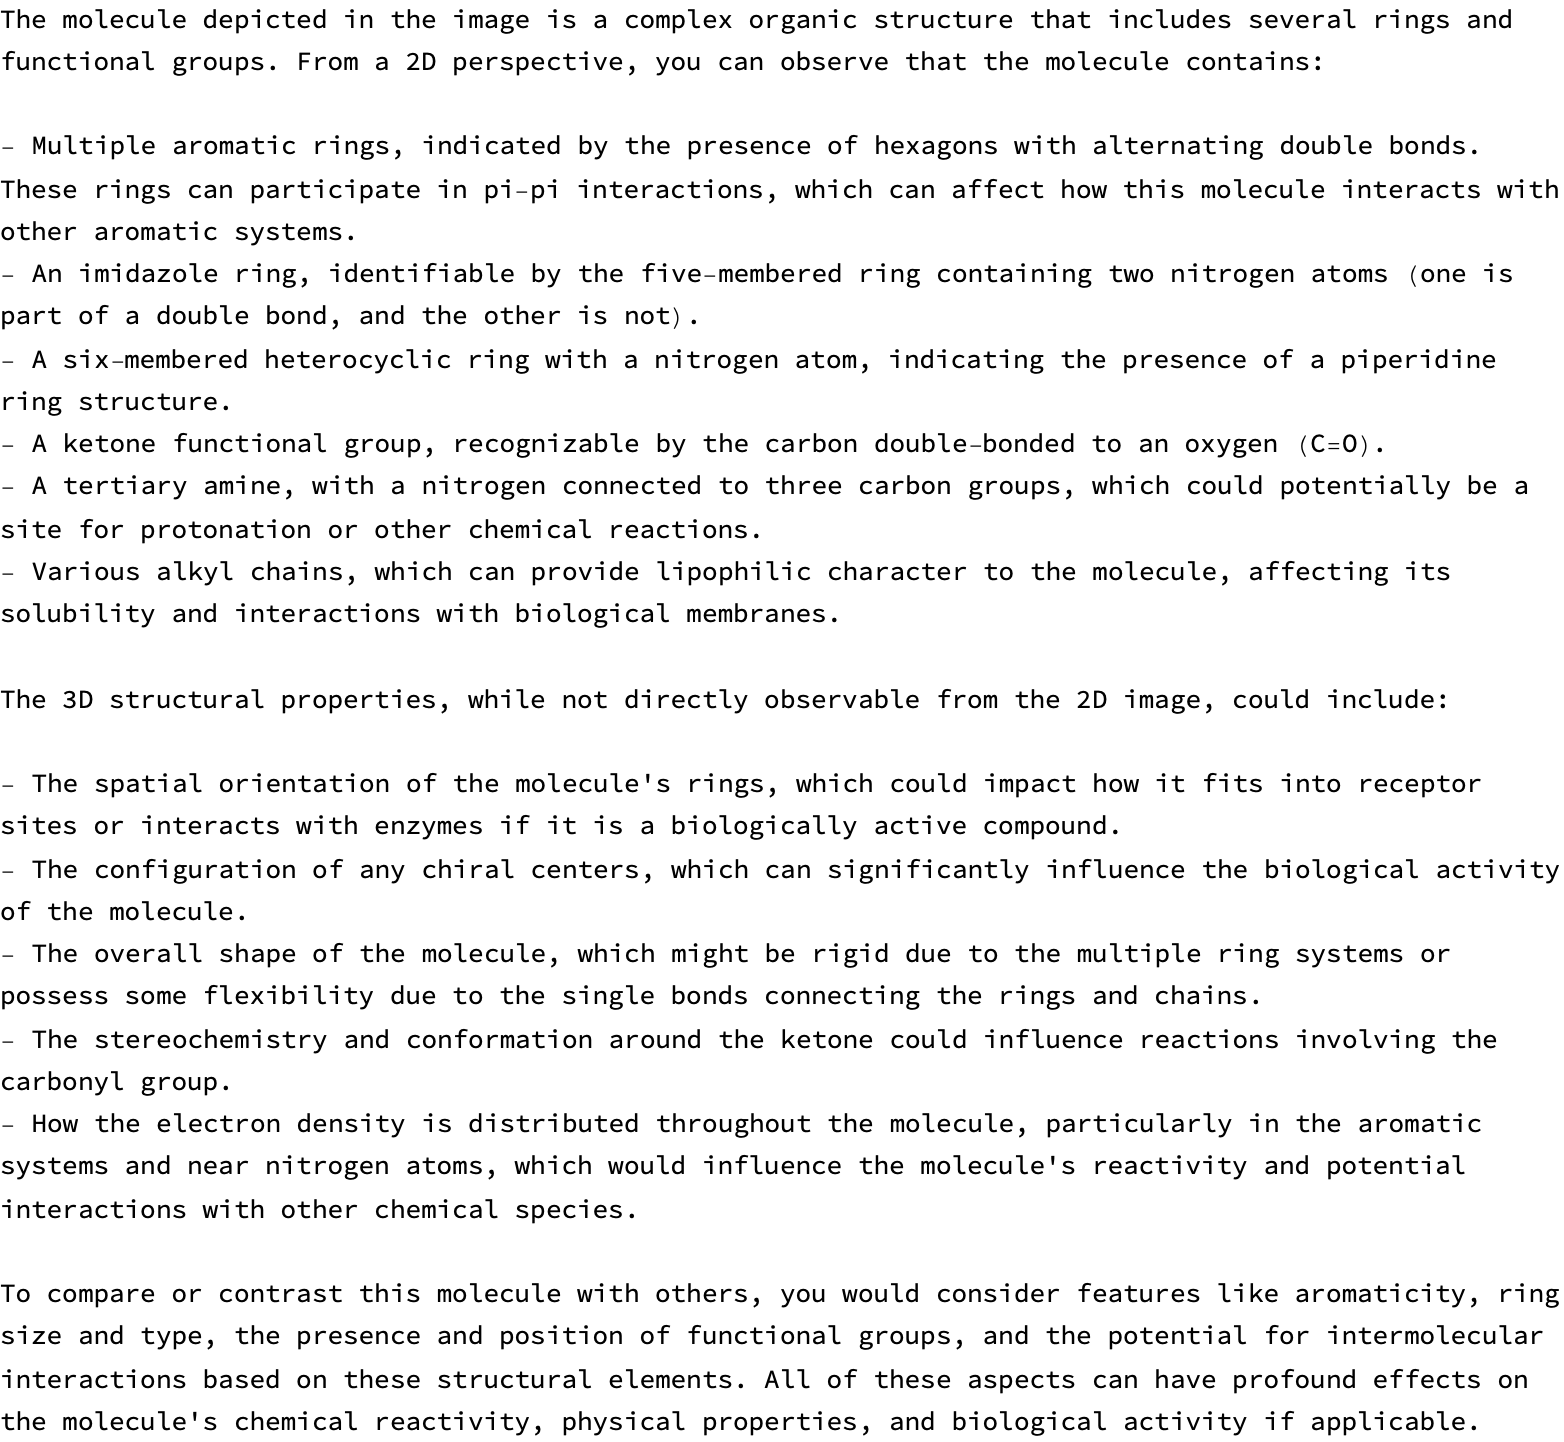 The molecule depicted in the image is a complex organic structure that includes several rings and
functional groups. From a 2D perspective, you can observe that the molecule contains:

– Multiple aromatic rings, indicated by the presence of hexagons with alternating double bonds.
These rings can participate in pi–pi interactions, which can affect how this molecule interacts with
other aromatic systems.
– An imidazole ring, identifiable by the five–membered ring containing two nitrogen atoms (one is
part of a double bond, and the other is not).
– A six–membered heterocyclic ring with a nitrogen atom, indicating the presence of a piperidine
ring structure.
– A ketone functional group, recognizable by the carbon double–bonded to an oxygen (C=O).
– A tertiary amine, with a nitrogen connected to three carbon groups, which could potentially be a
site for protonation or other chemical reactions.
– Various alkyl chains, which can provide lipophilic character to the molecule, affecting its
solubility and interactions with biological membranes.

The 3D structural properties, while not directly observable from the 2D image, could include:

– The spatial orientation of the molecule's rings, which could impact how it fits into receptor
sites or interacts with enzymes if it is a biologically active compound.
– The configuration of any chiral centers, which can significantly influence the biological activity
of the molecule.
– The overall shape of the molecule, which might be rigid due to the multiple ring systems or
possess some flexibility due to the single bonds connecting the rings and chains.
– The stereochemistry and conformation around the ketone could influence reactions involving the
carbonyl group.
– How the electron density is distributed throughout the molecule, particularly in the aromatic
systems and near nitrogen atoms, which would influence the molecule's reactivity and potential
interactions with other chemical species.

To compare or contrast this molecule with others, you would consider features like aromaticity, ring
size and type, the presence and position of functional groups, and the potential for intermolecular
interactions based on these structural elements. All of these aspects can have profound effects on
the molecule's chemical reactivity, physical properties, and biological activity if applicable.